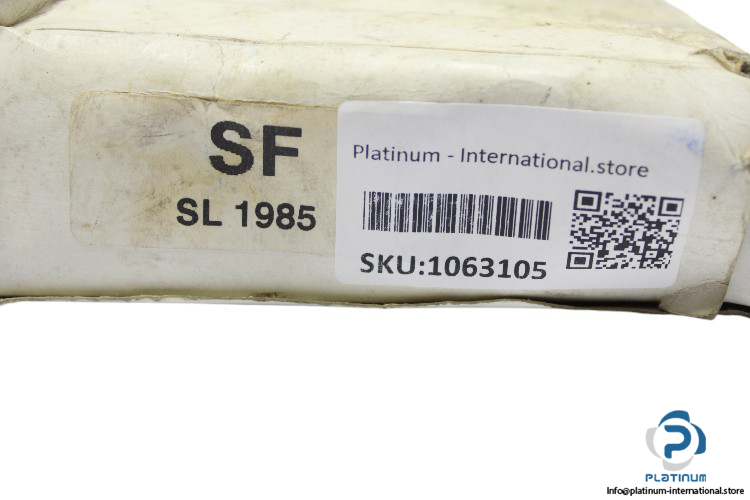 SF
SL 1985
Platinum - International.store
SKU:1063105
PLATINUM
Info@platinum-international.store